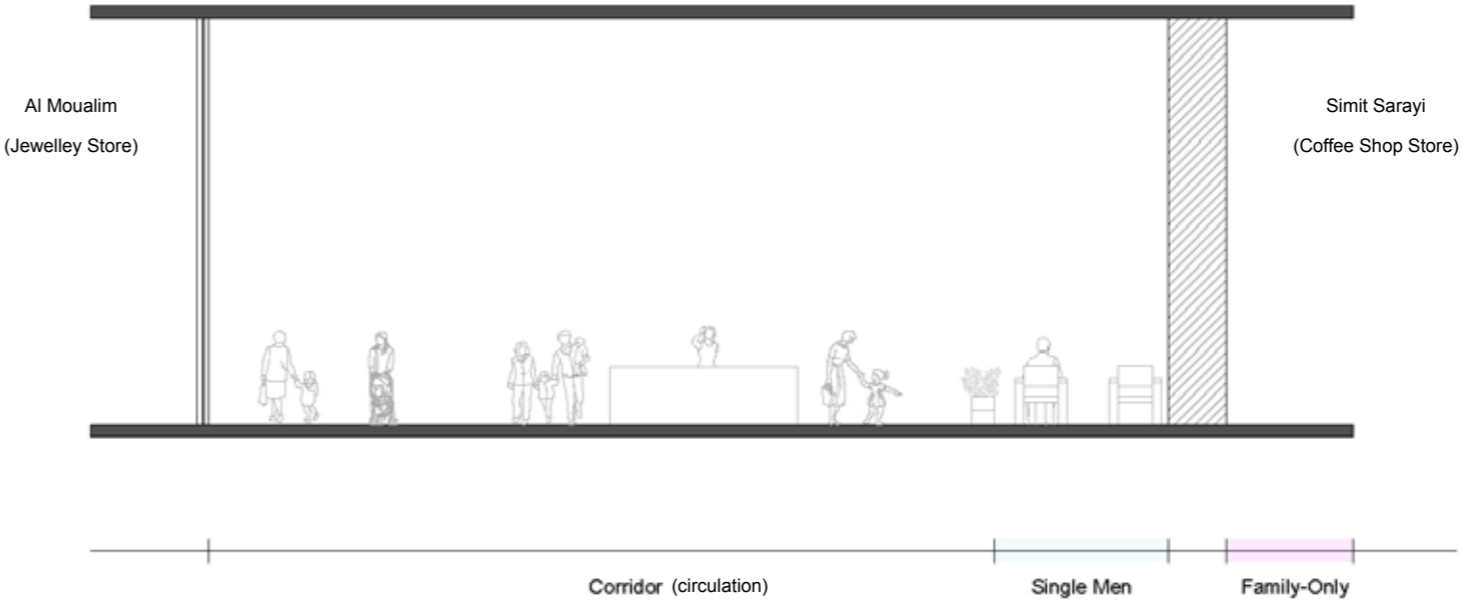 Al Moualim
(Jewelley Store)
Simit Sarayi
(Coffee Shop Store)
Corridor (circulation)
Single Men
Family-Only